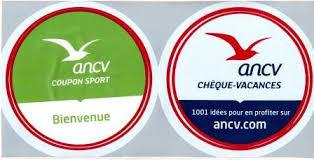 ancv
COUPON SPORT
Bienvenue
ancv
CHÈQUE-VACANCES
1001 idées pour en profiter sur
ancv.com